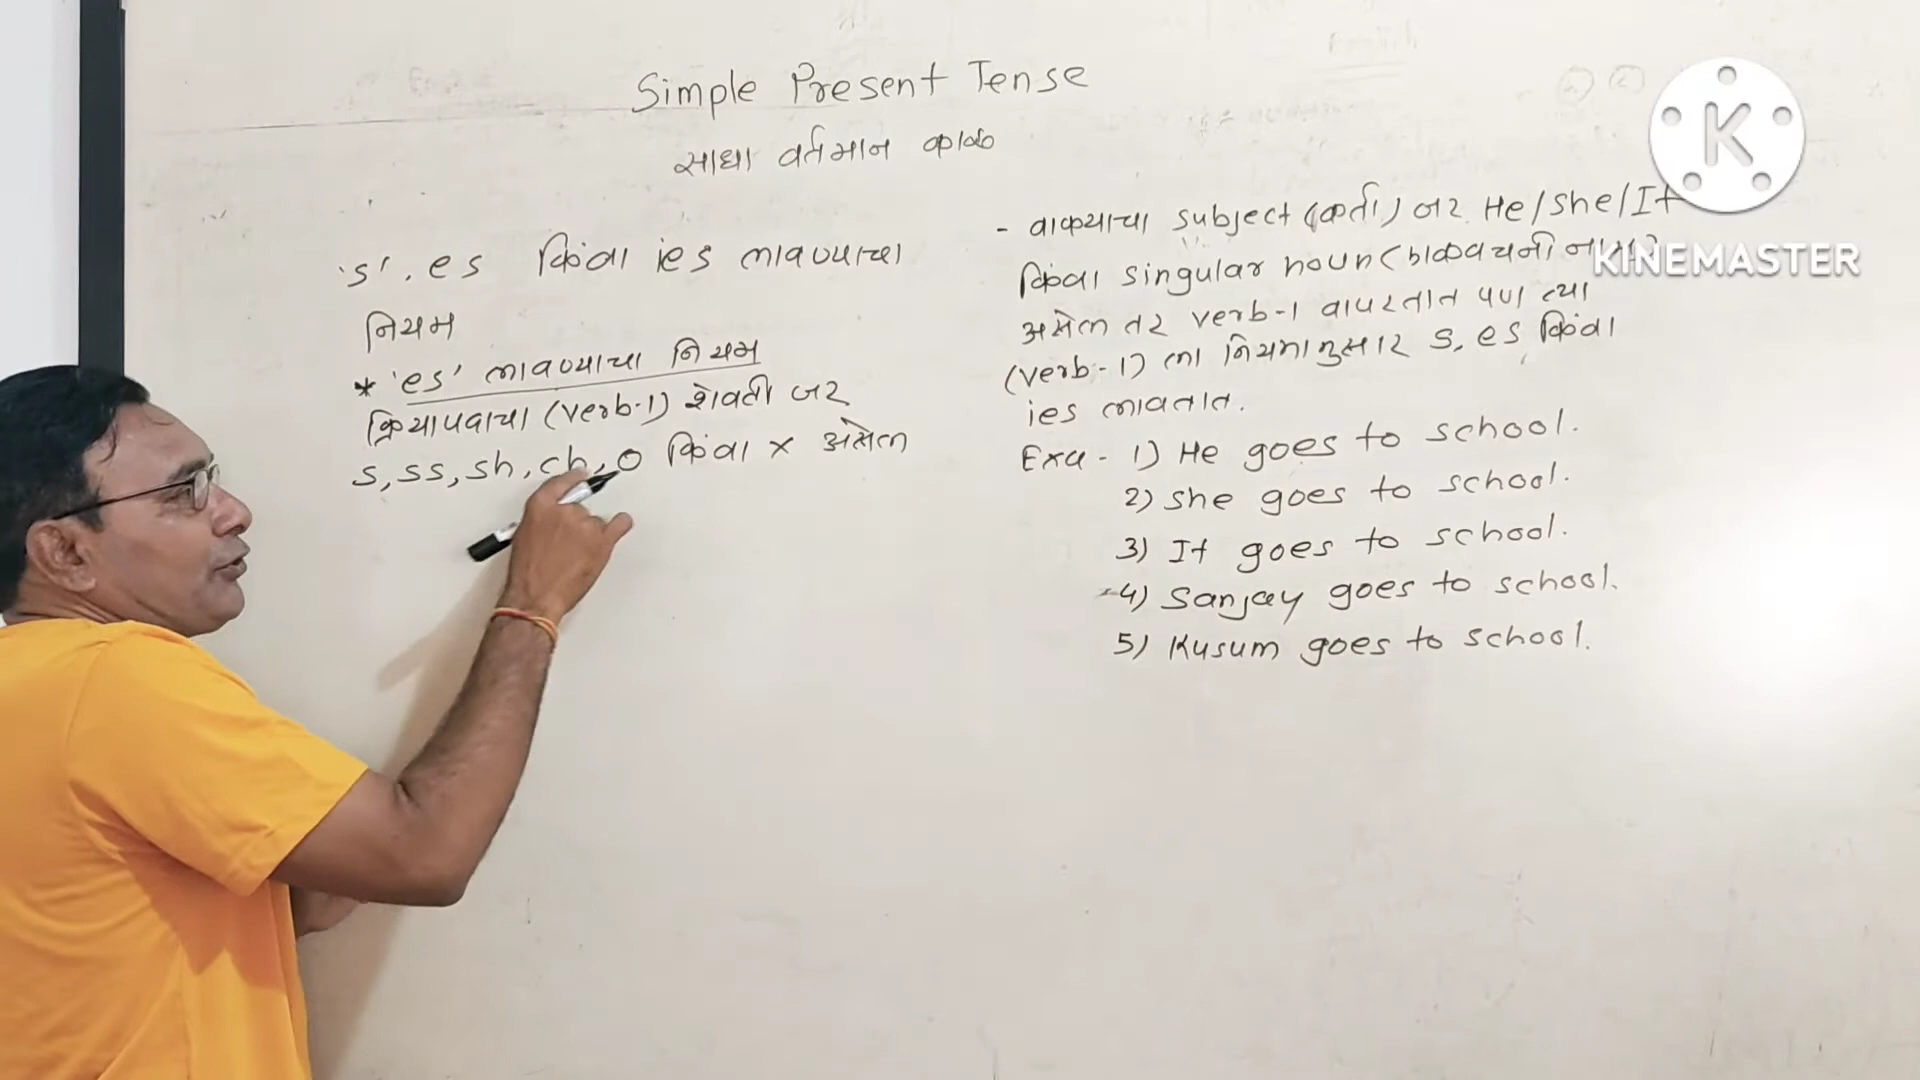 Simple Present Tense
साधा वर्तमान काळ
's'. es किंवा ies लावण्याचा
नियम
* 'es' लावण्याचा नियम
क्रियापदाचा (verb-1) शेवटी जर
s, ss, sh, ch, o किंवा x असेल
- वाक्याचा subject (कर्ता) जर He/She/It
किंवा singular noun (एकवचनी
असेल तर verb-1 वापरतात पण त्या
(verb-1) ला नियमानुसार s, es किंवा
ies लावतात.
Exa - 1) He goes to school.
2) she goes to school.
3) It goes to school.
4) Sanjay goes to school.
5) Kusum goes to school.
K
KINEMASTER